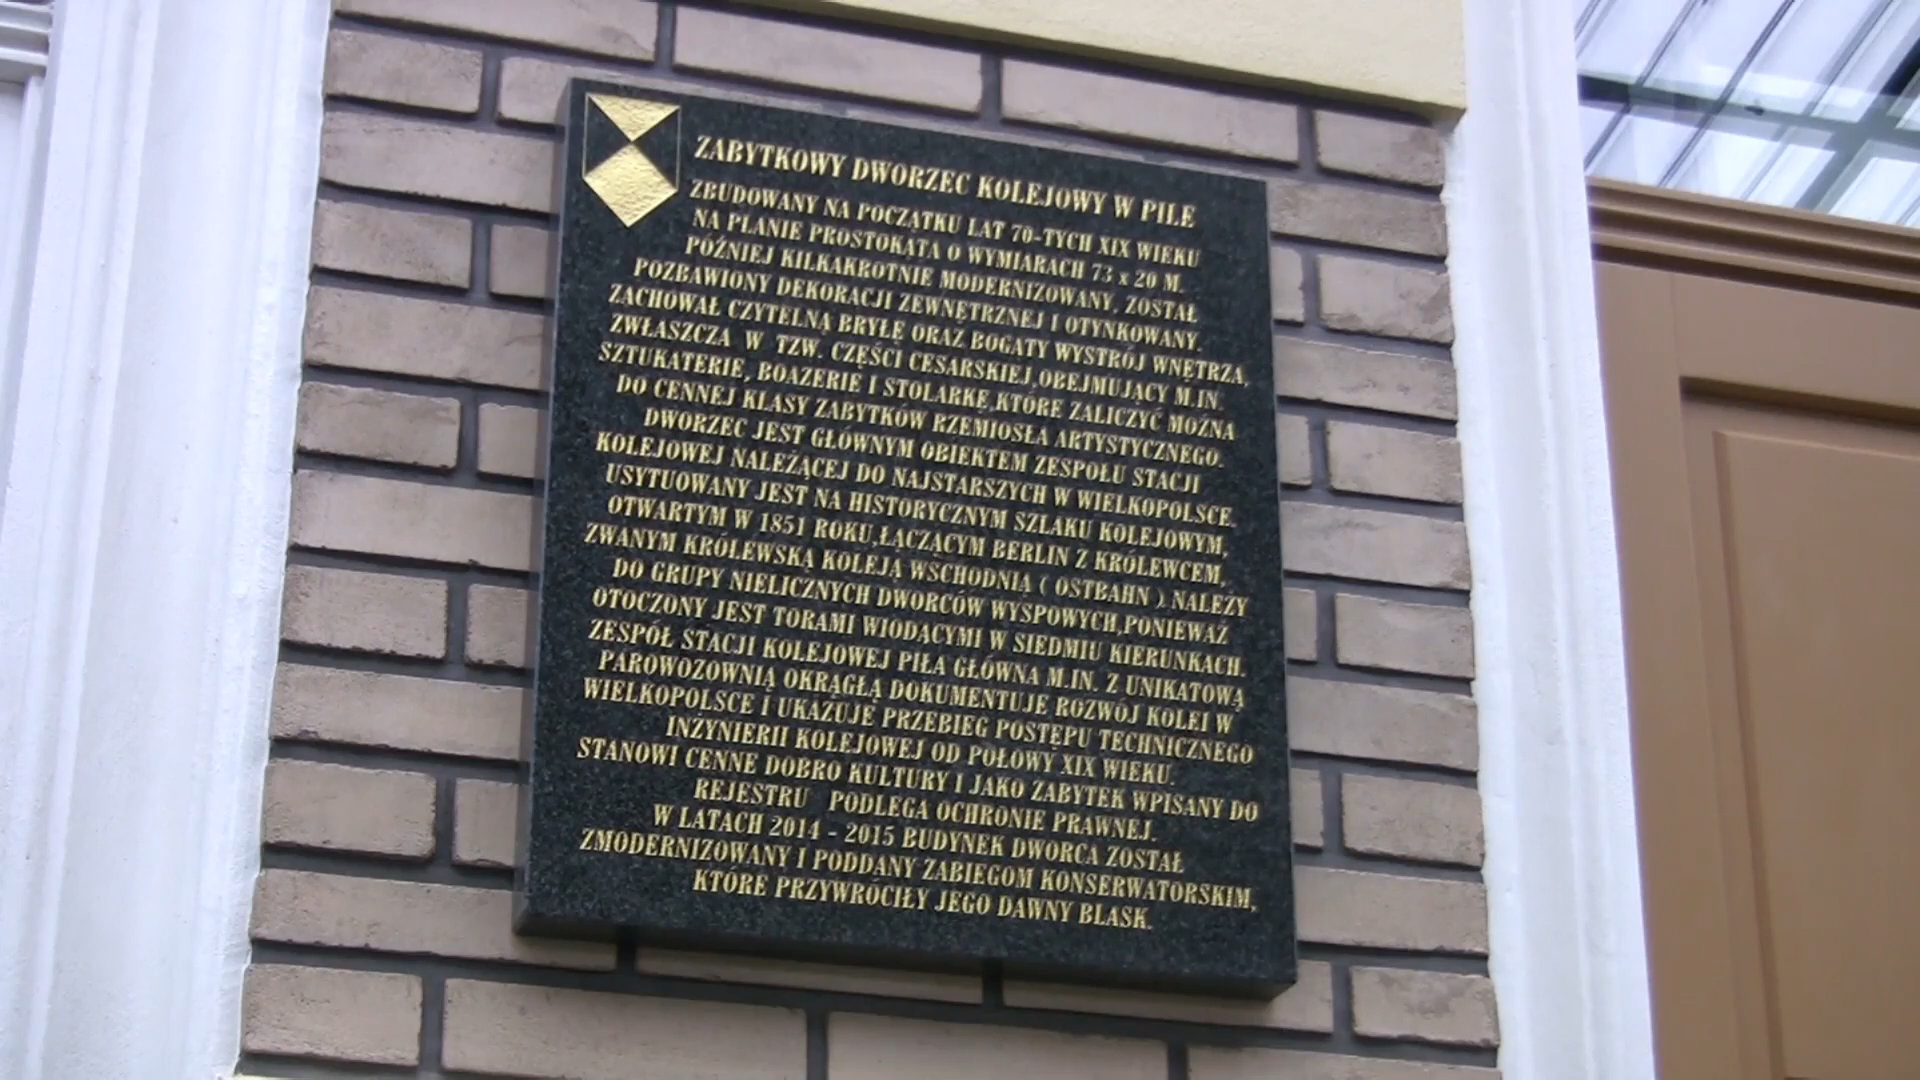 ZABYTKOWY DWORZEC KOLEJOWY W PILE
ZBUDOWANY NA POCZĄTKU LAT 70-TYCH XIX WIEKU
NA PLANIE PROSTOKĄTA O WYMIARACH 73 x 20 M.
PÓŹNIEJ KILKAKROTNIE MODERNIZOWANY, ZOSTAŁ
POZBAWIONY DEKORACJI ZEWNĘTRZNEJ I OTYNKOWANY.
ZACHOWAŁ CZYTELNĄ BRYŁĘ ORAZ BOGATY WYSTRÓJ WNĘTRZA,
ZWŁASZCZA W TZW. CZĘŚCI CESARSKIEJ,OBEJMUJĄCY M.IN.
SZTUKATERIE, BOAZERIE I STOLARKĘ,KTÓRE ZALICZYĆ MOŻNA
DO CENNEJ KLASY ZABYTKÓW RZEMIOSŁA ARTYSTYCZNEGO.
DWORZEC JEST GŁÓWNYM OBIEKTEM ZESPOŁU STACJI
KOLEJOWEJ NALEŻĄCEJ DO NAJSTARSZYCH W WIELKOPOLSCE.
USYTUOWANY JEST NA HISTORYCZNYM SZLAKU KOLEJOWYM,
OTWARTYM W 1851 ROKU,ŁĄCZĄCYM BERLIN Z KRÓLEWCEM,
ZWANYM KRÓLEWSKĄ KOLEJĄ WSCHODNIĄ ( OSTBAHN ). NALEŻY
DO GRUPY NIELICZNYCH DWORCÓW WYSPOWYCH,PONIEWAŻ
OTOCZONY JEST TORAMI WIODĄCYMI W SIEDMIU KIERUNKACH.
ZESPÓŁ STACJI KOLEJOWEJ PIŁA GŁÓWNA M.IN. Z UNIKATOWĄ
PAROWOZOWNIĄ OKRĄGŁĄ DOKUMENTUJE ROZWÓJ KOLEI W
WIELKOPOLSCE I UKAZUJE PRZEBIEG POSTĘPU TECHNICZNEGO
INŻYNIERII KOLEJOWEJ OD POŁOWY XIX WIEKU.
STANOWI CENNE DOBRO KULTURY I JAKO ZABYTEK WPISANY DO
REJESTRU PODLEGA OCHRONIE PRAWNEJ.
W LATACH 2014 - 2015 BUDYNEK DWORCA ZOSTAŁ
ZMODERNIZOWANY I PODDANY ZABIEGOM KONSERWATORSKIM,
KTÓRE PRZYWRÓCIŁY JEGO DAWNY BLASK.